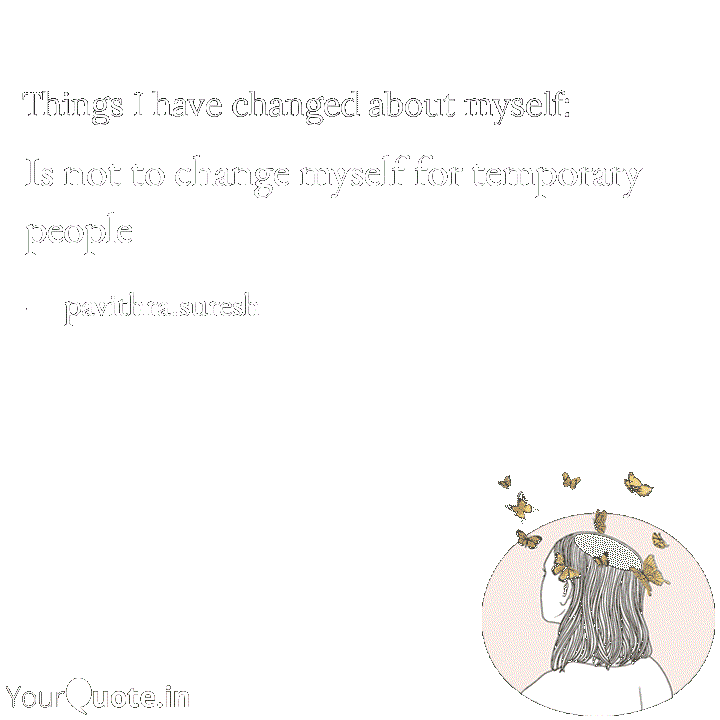 Things I have changed about myself:
Is not to change myself for temporary
people
— pavithra.suresh
YourQuote.in